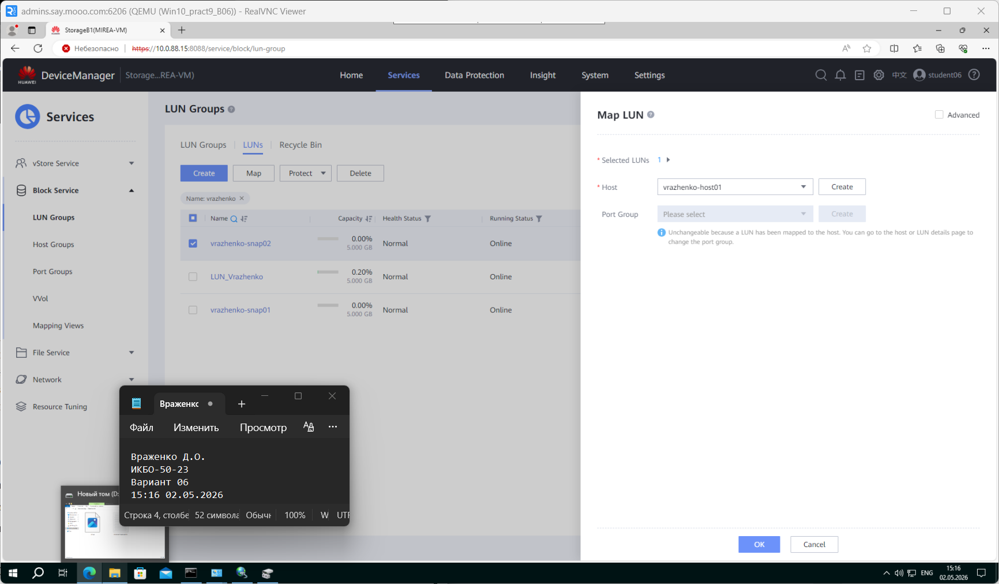 admins.say.mooo.com:6206 (QEMU (Win10_pract9_B06)) - RealVNC Viewer
StorageB1(MIREA-VM)
Небезопасно
https://10.0.88.15:8088/service/block/lun-group
HUAWEI
DeviceManager
Storage...REA-VM)
Home
Services
Data Protection
Insight
System
Settings
中文
student06
Services
vStore Service
Block Service
LUN Groups
Host Groups
Port Groups
VVol
Mapping Views
File Service
Network
Resource Tuning
LUN Groups
LUN Groups
LUNs
Recycle Bin
Create
Map
Protect
Delete
Name: vrazhenko
Name
Capacity
Health Status
Running Status
vrazhenko-snap02
0.00%
5.000 GB
Normal
Online
LUN_Vrazhenko
0.20%
5.000 GB
Normal
Online
vrazhenko-snap01
0.00%
5.000 GB
Normal
Online
Map LUN
Advanced
* Selected LUNs 1
* Host
vrazhenko-host01
Create
Port Group
Please select
Create
Unchangeable because a LUN has been mapped to the host. You can go to the host or LUN details page to
change the port group.
OK
Cancel
Новый том (D:
Враженко
Файл
Изменить
Просмотр
Враженко Д.О.
ИКБО-50-23
Вариант 06
15:16 02.05.2026
Строка 4, столбе
52 символа
Обычн
100%
W
UTF
ENG
15:16
02.05.2026